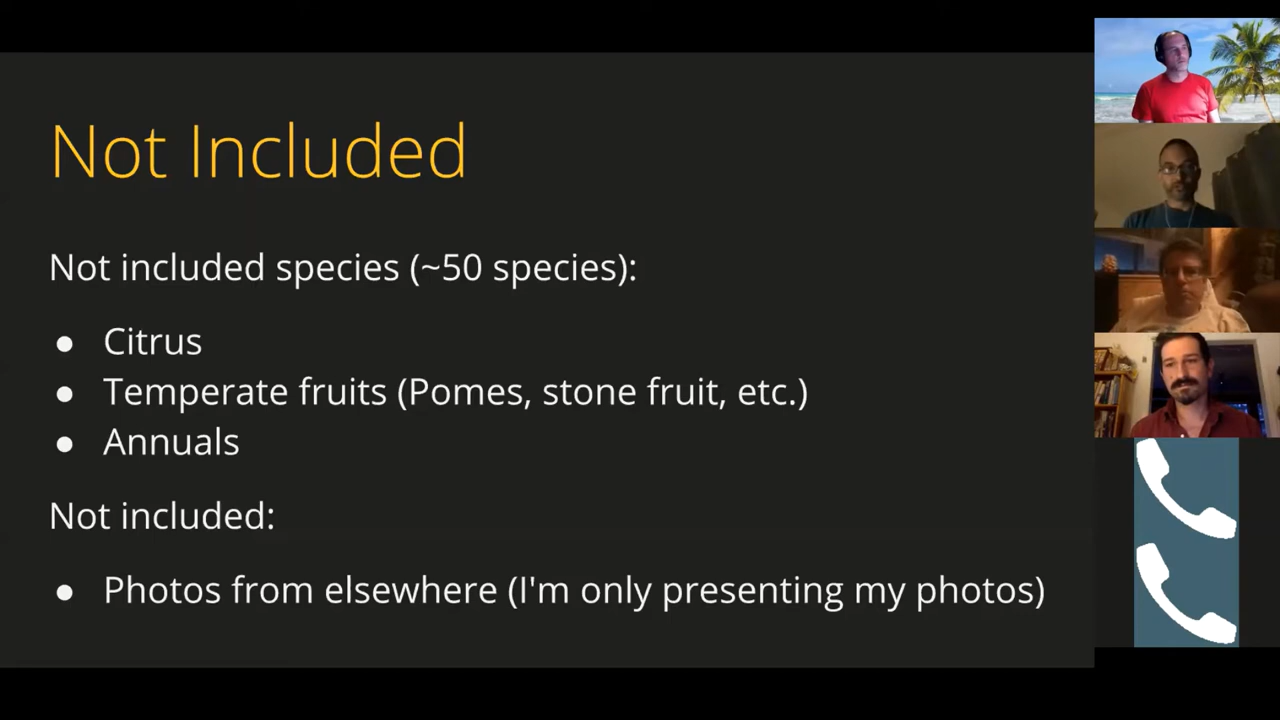 Not Included
Not included species (~50 species):
● Citrus
● Temperate fruits (Pomes, stone fruit, etc.)
● Annuals
Not included:
● Photos from elsewhere (I'm only presenting my photos)